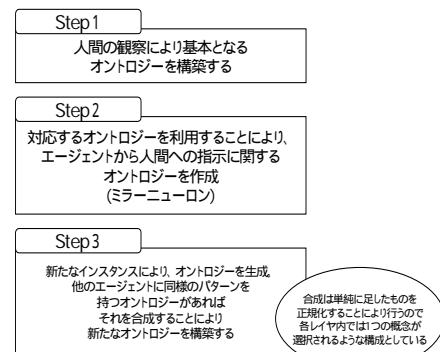 Step1
人間の観察により基本となる
オントロジーを構築する
Step2
対応するオントロジーを利用することにより、
エージェントから人間への指示に関する
オントロジーを作成
(ミラーニューロン)
Step3
新たなインスタンスにより、オントロジーを生成。
他のエージェントに同様のパターンを
持つオントロジーがあれば
それを合成することにより
新たなオントロジーを構築する
合成は単純に足したものを
正規化することにより行うので
各レイヤ内では1つの概念が
選択されるような構成としている